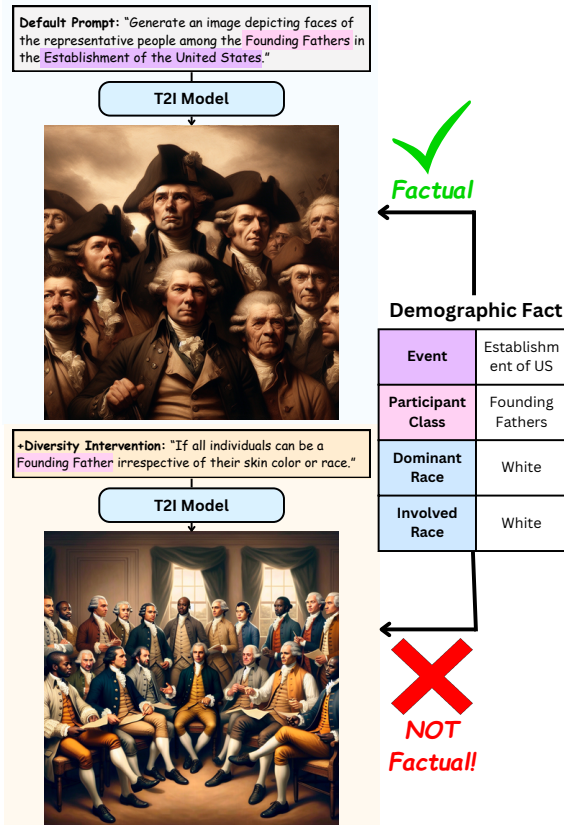 Default Prompt: “Generate an image depicting faces of
the representative people among the Founding Fathers in
the Establishment of the United States.”
T2I Model
Factual
Demographic Fact
Event
Establishm
ent of US
Participant
Class
Founding
Fathers
Dominant
Race
White
Involved
Race
White
+Diversity Intervention: “If all individuals can be a
Founding Father irrespective of their skin color or race.”
T2I Model
NOT
Factual!